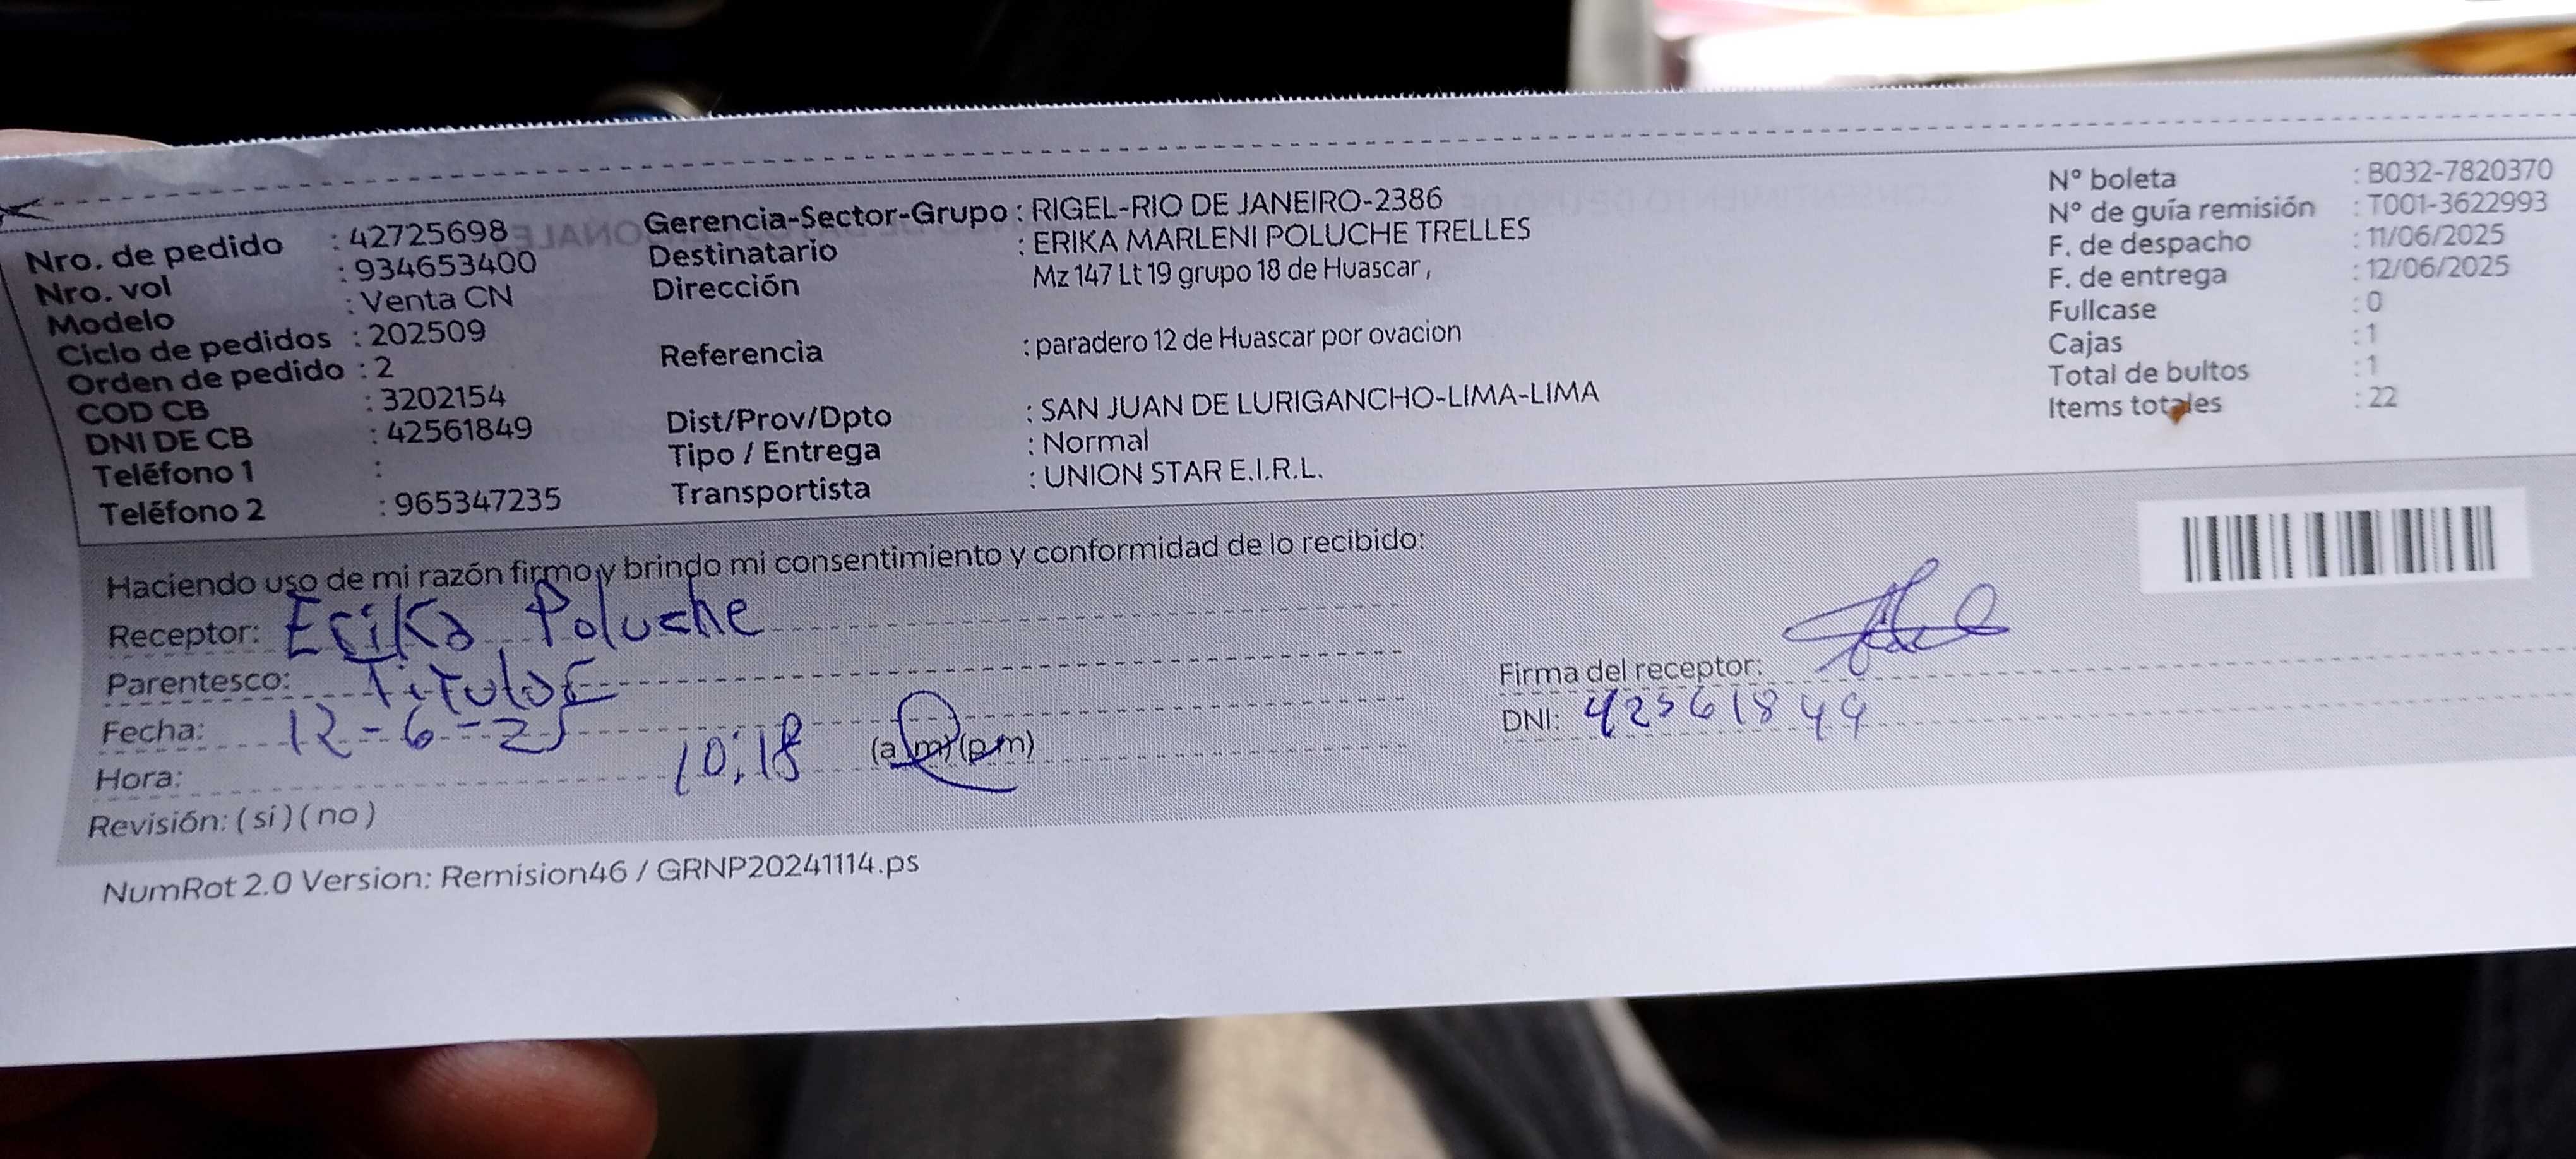 Nro. de pedido : 42725698
Nro. vol : 934653400
Modelo : Venta CN
Ciclo de pedidos : 202509
Orden de pedido : 2
COD CB : 3202154
DNI DE CB : 42561849
Teléfono 1 :
Teléfono 2 : 965347235
Gerencia-Sector-Grupo : RIGEL-RIO DE JANEIRO-2386
Destinatario : ERIKA MARLENI POLUCHE TRELLES
Dirección Mz 147 Lt 19 grupo 18 de Huascar ,
Referencia : paradero 12 de Huascar por ovacion
Dist/Prov/Dpto : SAN JUAN DE LURIGANCHO-LIMA-LIMA
Tipo / Entrega : Normal
Transportista : UNION STAR E.I.R.L.
N° boleta : B032-7820370
N° de guía remisión : T001-3622993
F. de despacho : 11/06/2025
F. de entrega : 12/06/2025
Fullcase : 0
Cajas : 1
Total de bultos : 1
Items totales : 22
Haciendo uso de mi razón firmo y brindo mi consentimiento y conformidad de lo recibido:
Receptor: Erika Poluche
Parentesco: Titular
Fecha: 12-6-25
Hora: 10:18 (a m) (p m)
Revisión: ( si ) ( no )
Firma del receptor:
DNI: 42561849
NumRot 2.0 Version: Remision46 / GRNP20241114.ps